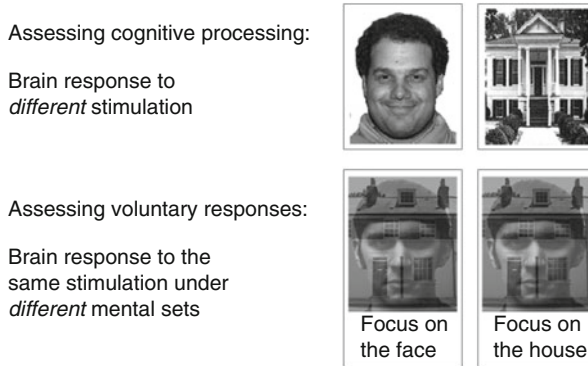 Assessing cognitive processing:
Brain response to
different stimulation
Assessing voluntary responses:
Brain response to the
same stimulation under
different mental sets
Focus on
the face
Focus on
the house